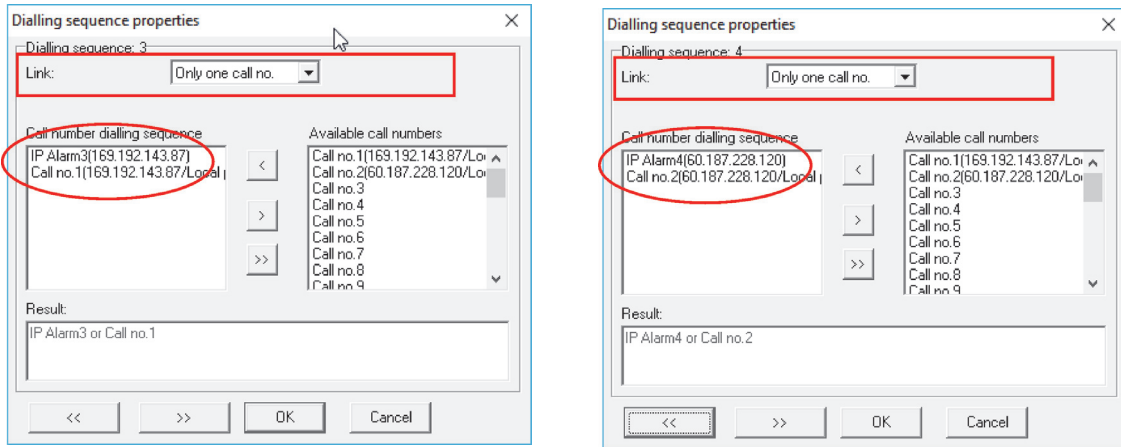 Dialling sequence properties
Dialling sequence: 3
Link:
Only one call no.
Call number dialling sequence
Available call numbers
IP Alarm3(169.192.143.87)
Call no.1(169.192.143.87/Local
<
>
>>
Call no.1(169.192.143.87/Lo
Call no.2(60.187.228.120/Lo
Call no.3
Call no.4
Call no.5
Call no.6
Call no.7
Call no.8
Call no.9
Result:
IP Alarm3 or Call no.1
<<
>>
OK
Cancel
Dialling sequence properties
Dialling sequence: 4
Link:
Only one call no.
Call number dialling sequence
Available call numbers
IP Alarm4(60.187.228.120)
Call no.2(60.187.228.120/Local
<
>
>>
Call no.1(169.192.143.87/Lo
Call no.2(60.187.228.120/Lo
Call no.3
Call no.4
Call no.5
Call no.6
Call no.7
Call no.8
Call no.9
Result:
IP Alarm4 or Call no.2
<<
>>
OK
Cancel